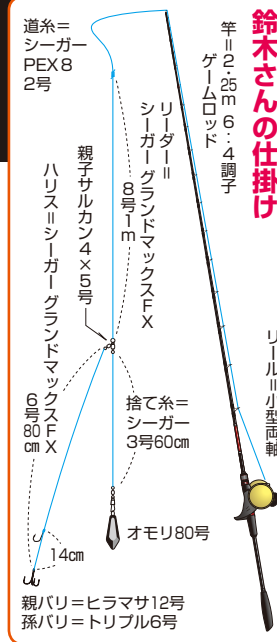 鈴木さんの仕掛け
竿＝2・25m 6：4調子
ゲームロッド
リール＝小型両軸
道糸＝
シーガー
PEX8
2号
リーダー＝
シーガー グランドマックスFX
8号1m
親子サルカン4×5号
ハリス＝シーガー グランドマックスFX
6号80㎝
捨て糸＝
シーガー
3号60㎝
オモリ80号
14㎝
親バリ＝ヒラマサ12号
孫バリ＝トリプル6号